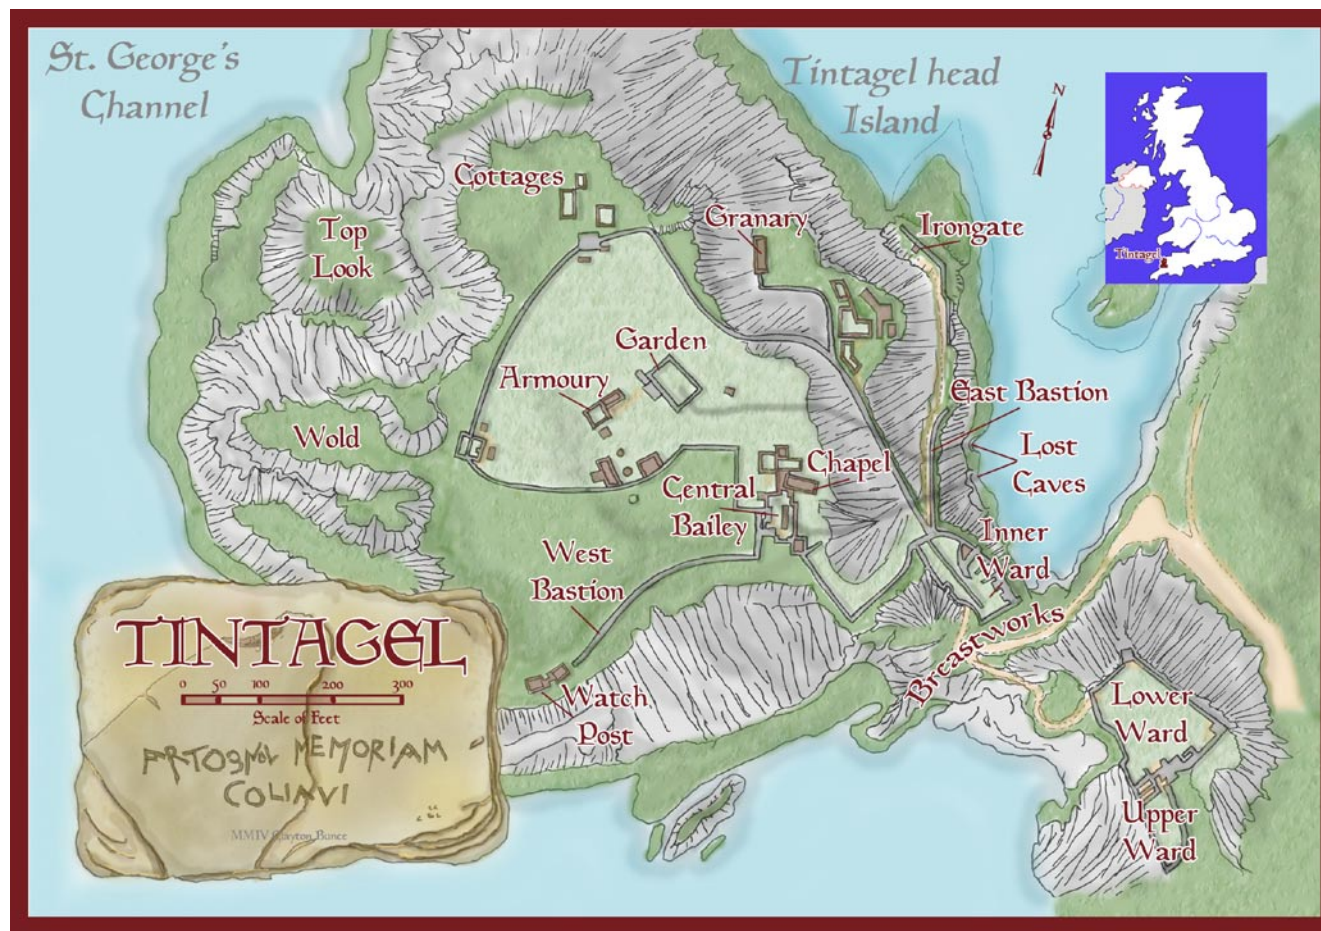 St. George's
Channel
Tintagel head
Island
N
Tintagel
Cottages
Granary
Irongate
Top
Look
Garden
Armoury
East Bastion
Wold
Lost
Caves
Chapel
Central
Bailey
Inner
Ward
West
Bastion
Breastworks
Watch
Post
Lower
Ward
Upper
Ward
TINTAGEL
0 50 100 200 300
Scale of Feet
MEMORIAM
COLIAVI
MMIV Clayton Bunce